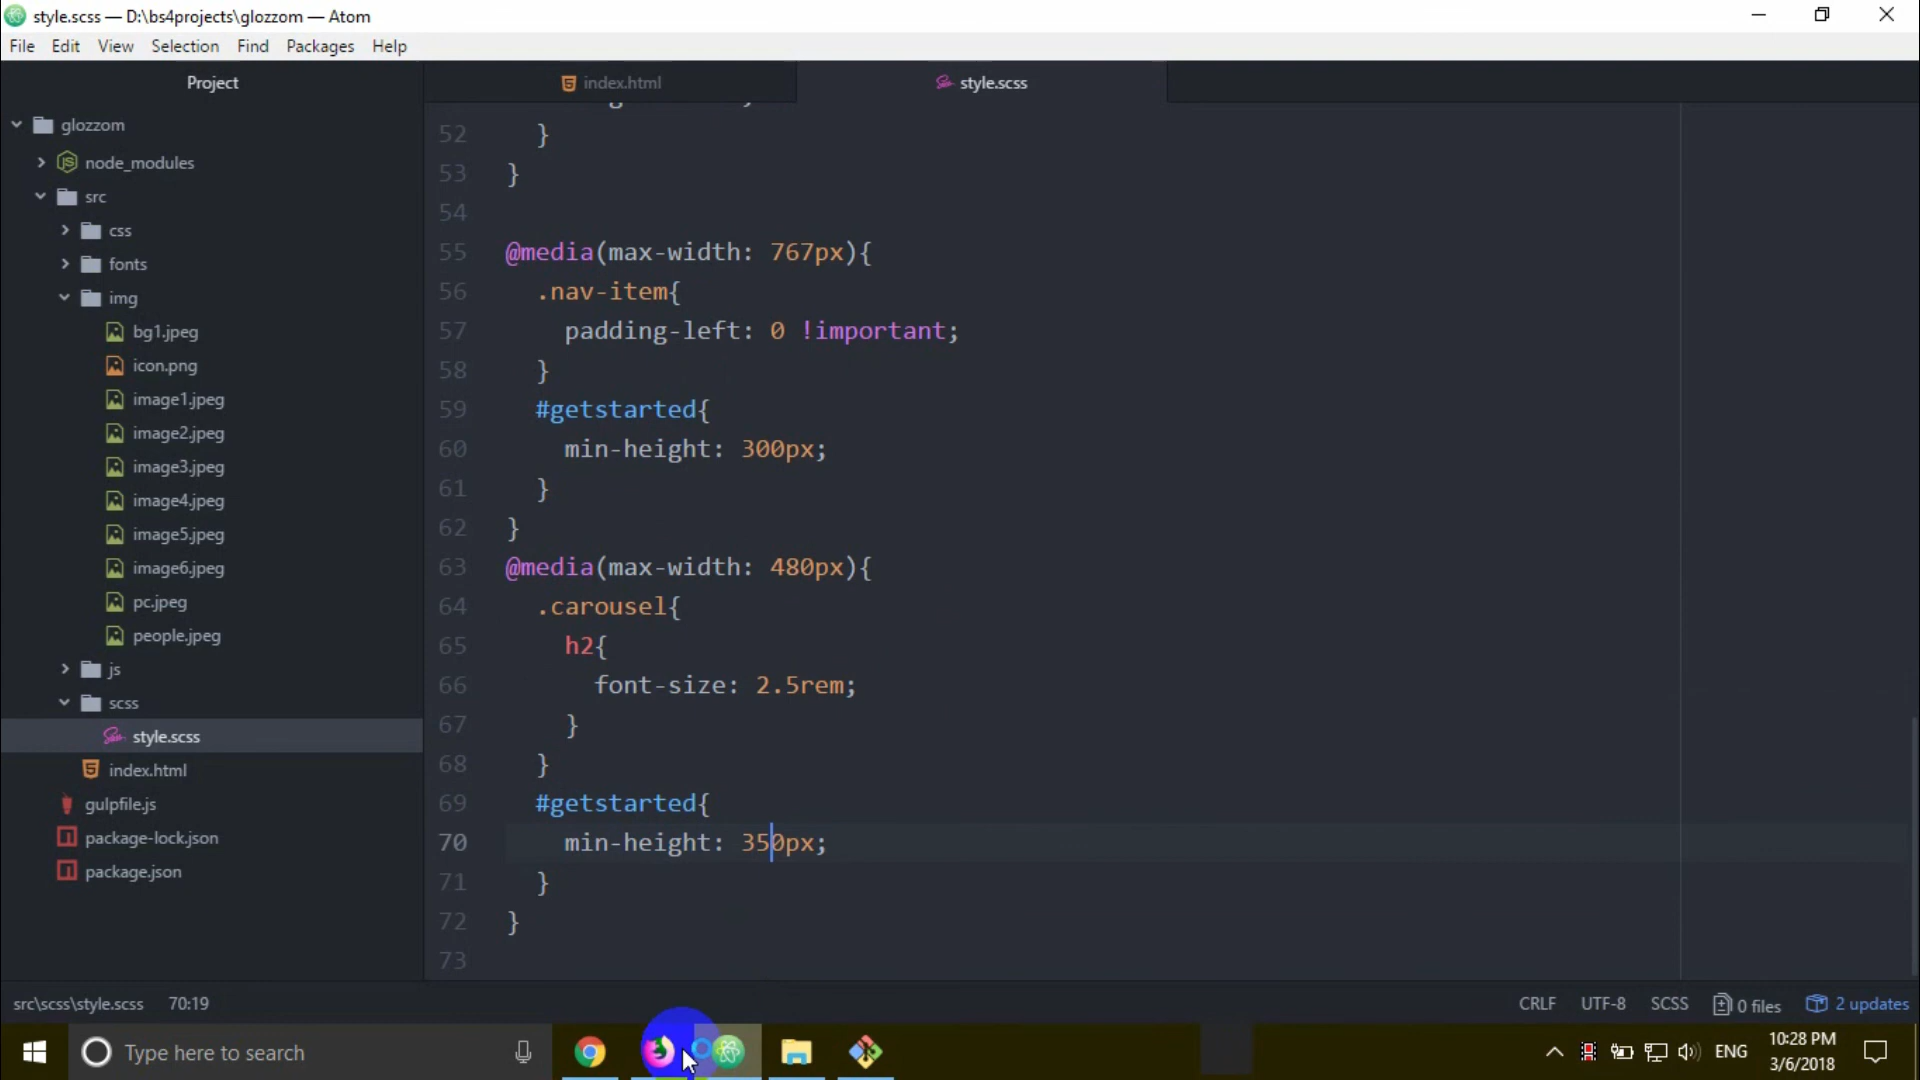 style.scss — D:\bs4projects\glozzom — Atom
File Edit View Selection Find Packages Help
Project
index.html
style.scss
glozzom
node_modules
src
css
fonts
img
bg1.jpeg
icon.png
image1.jpeg
image2.jpeg
image3.jpeg
image4.jpeg
image5.jpeg
image6.jpeg
pc.jpeg
people.jpeg
js
scss
style.scss
index.html
gulpfile.js
package-lock.json
package.json
52 }
53 }
54
55 @media(max-width: 767px){
56 .nav-item{
57 padding-left: 0 !important;
58 }
59 #getstarted{
60 min-height: 300px;
61 }
62 }
63 @media(max-width: 480px){
64 .carousel{
65 h2{
66 font-size: 2.5rem;
67 }
68 }
69 #getstarted{
70 min-height: 350px;
71 }
72 }
73
src\scss\style.scss 70:19
CRLF UTF-8 SCSS 0 files 2 updates
Type here to search
ENG
10:28 PM
3/6/2018